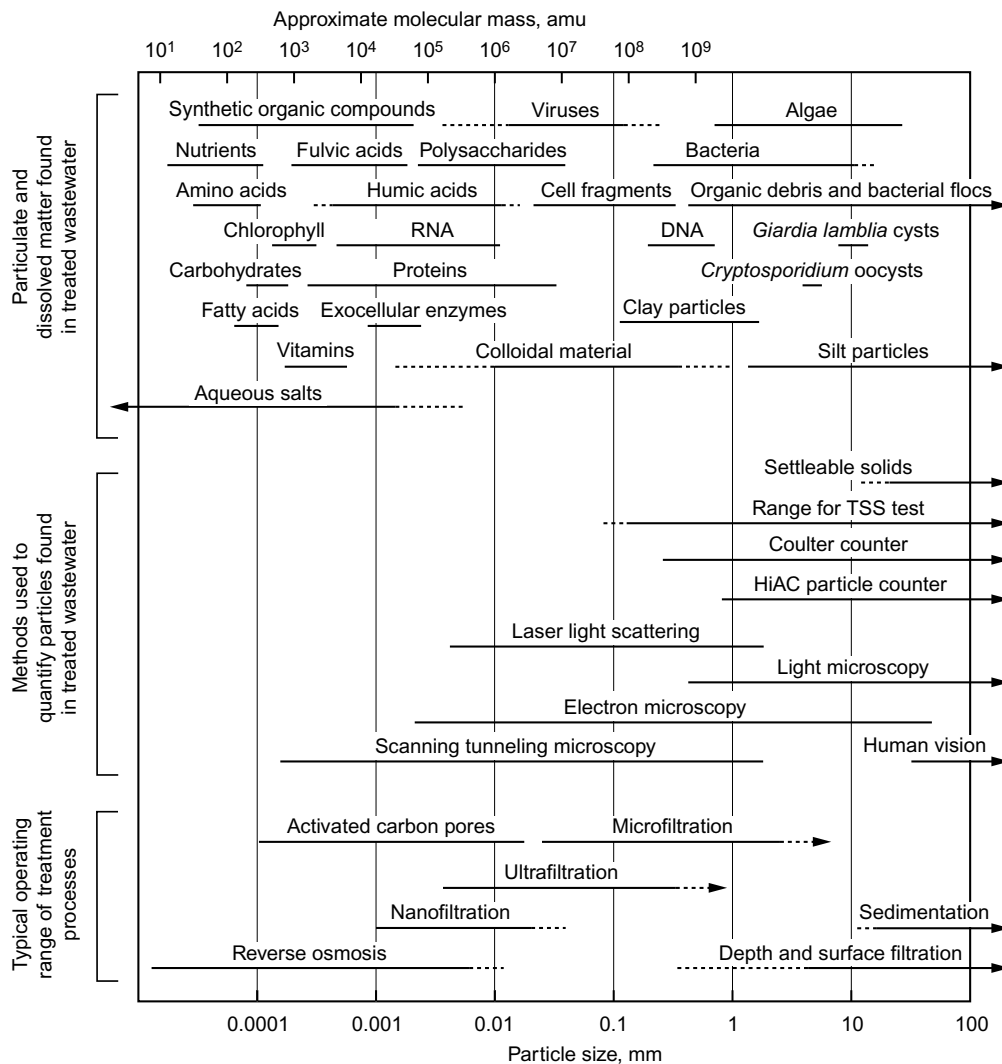 Approximate molecular mass, amu
10¹ 10² 10³ 10⁴ 10⁵ 10⁶ 10⁷ 10⁸ 10⁹
Particulate and
dissolved matter found
in treated wastewater
Synthetic organic compounds Viruses Algae
Nutrients Fulvic acids Polysaccharides Bacteria
Amino acids Humic acids Cell fragments Organic debris and bacterial flocs
Chlorophyll RNA DNA Giardia lamblia cysts
Carbohydrates Proteins Cryptosporidium oocysts
Fatty acids Exocellular enzymes Clay particles
Vitamins Colloidal material Silt particles
Aqueous salts
Methods used to
quantify particles found
in treated wastewater
Settleable solids
Range for TSS test
Coulter counter
HiAC particle counter
Laser light scattering
Light microscopy
Electron microscopy
Scanning tunneling microscopy Human vision
Typical operating
range of treatment
processes
Activated carbon pores Microfiltration
Ultrafiltration
Nanofiltration Sedimentation
Reverse osmosis Depth and surface filtration
0.0001 0.001 0.01 0.1 1 10 100
Particle size, mm